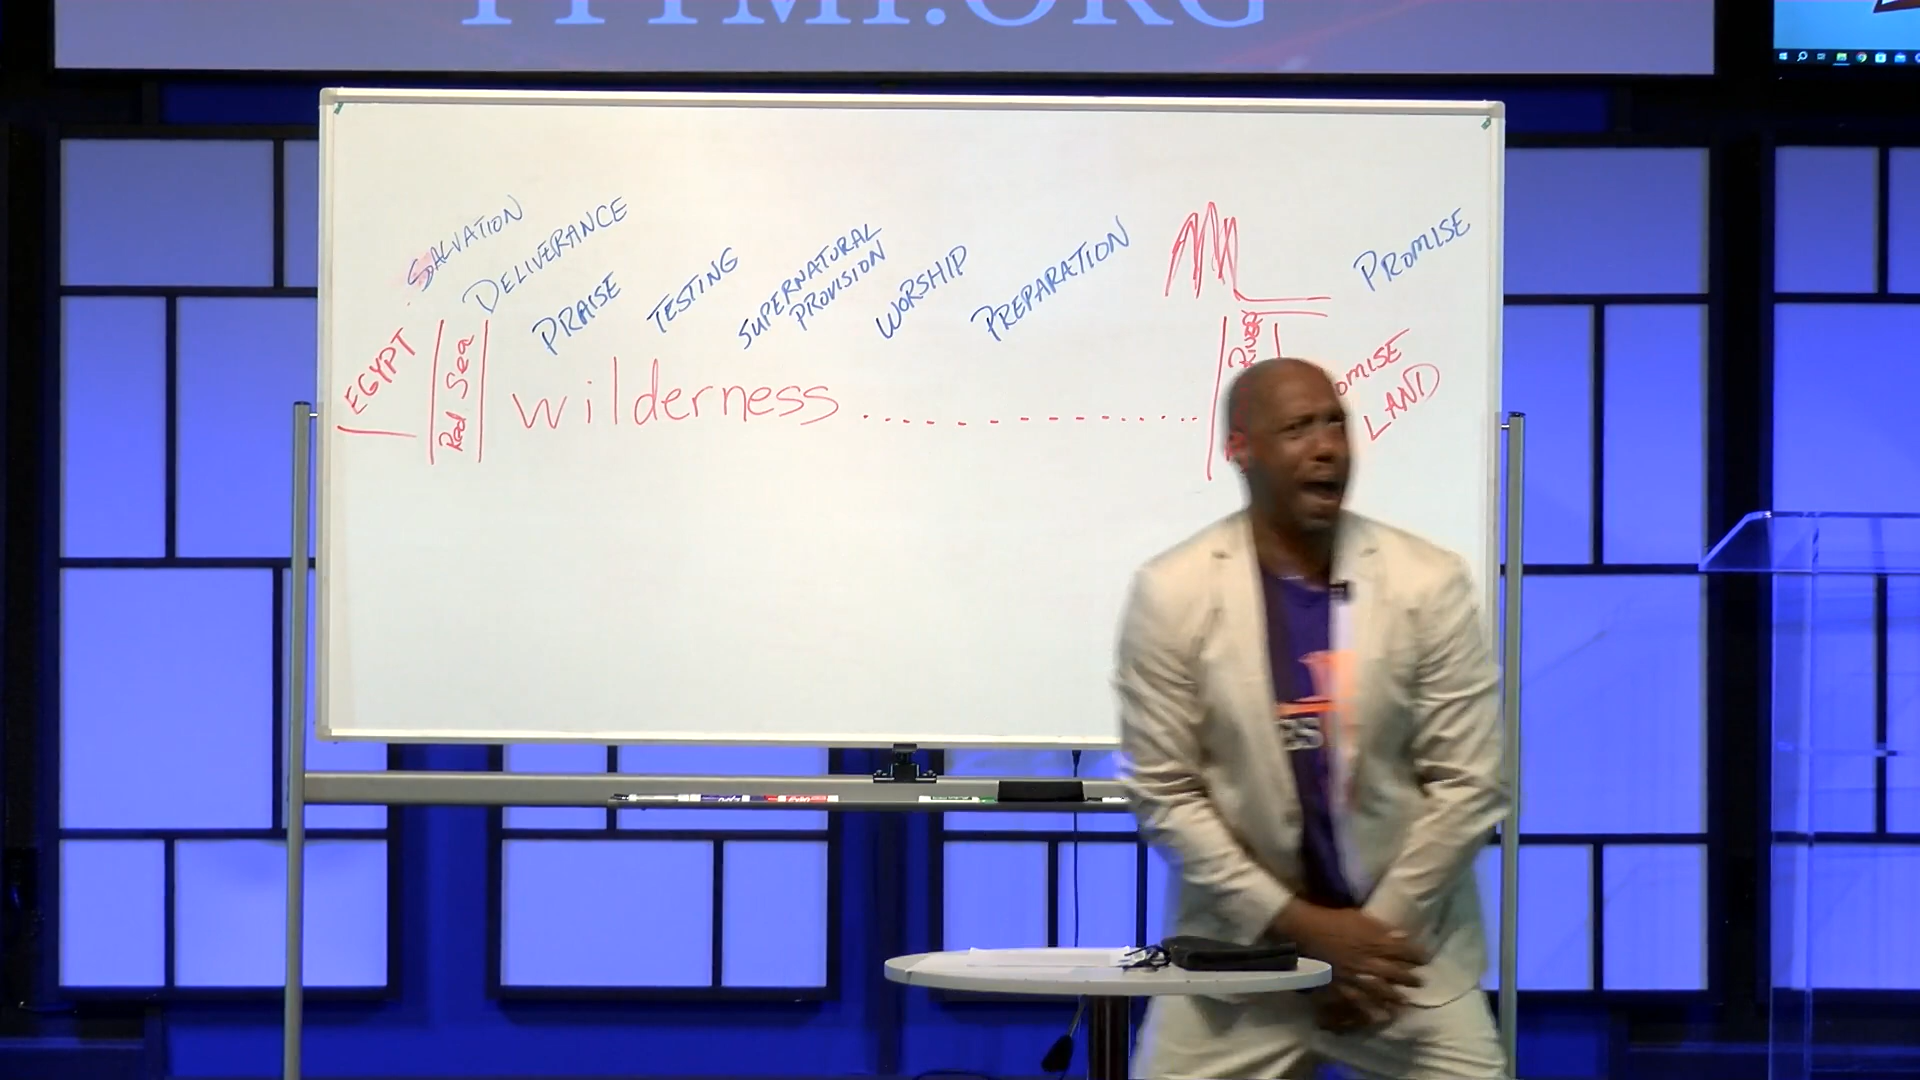 SALVATION
DELIVERANCE
PRAISE
TESTING
SUPERNATURAL
PROVISION
WORSHIP
PREPARATION
PROMISE
EGYPT
Red Sea
wilderness ..................
LAND